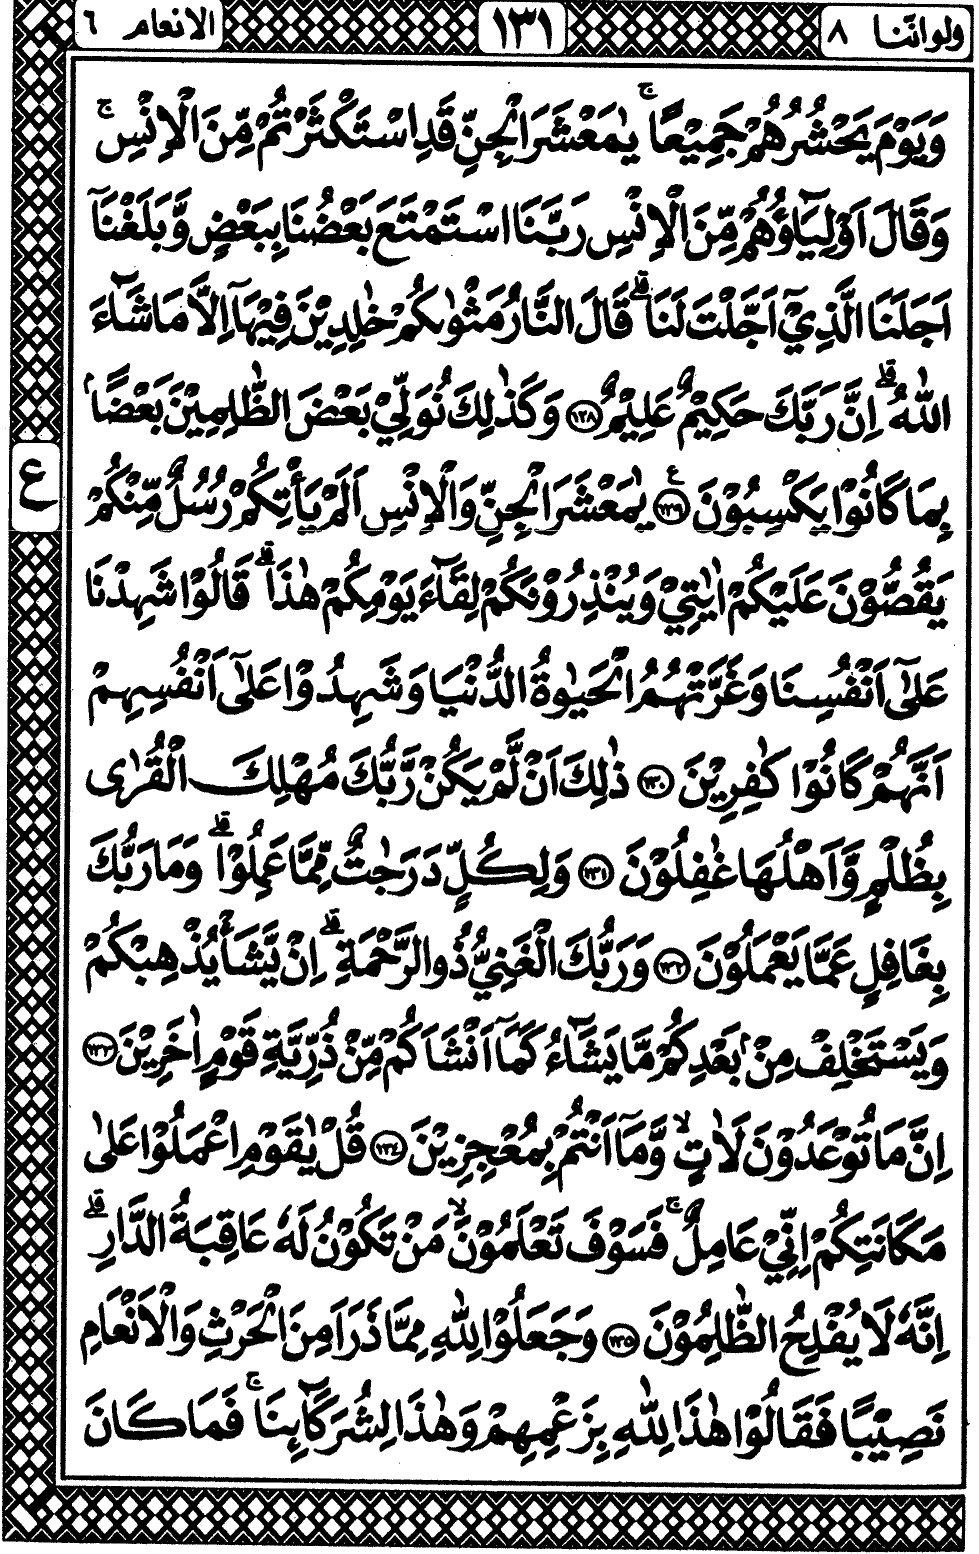 ولواننا ٨ ١٣١ الانعام ٦
وَيَوْمَ يَحْشُرُهُمْ جَمِيْعًا ۚ يٰمَعْشَرَ الْجِنِّ قَدِ اسْتَكْثَرْتُمْ مِّنَ الْاِنْسِ ۚ
وَقَالَ اَوْلِيٰٓؤُهُمْ مِّنَ الْاِنْسِ رَبَّنَا اسْتَمْتَعَ بَعْضُنَا بِبَعْضٍ وَّبَلَغْنَآ
اَجَلَنَا الَّذِيْٓ اَجَّلْتَ لَنَا ؕ قَالَ النَّارُ مَثْوٰىكُمْ خٰلِدِيْنَ فِيْهَآ اِلَّا مَا شَآءَ
اللّٰهُ ؕ اِنَّ رَبَّكَ حَكِيْمٌ عَلِيْمٌ ﴿١٢٨﴾ وَكَذٰلِكَ نُوَلِّيْ بَعْضَ الظّٰلِمِيْنَ بَعْضًاۢ
بِمَا كَانُوْا يَكْسِبُوْنَ ﴿١٢٩﴾ ع يٰمَعْشَرَ الْجِنِّ وَالْاِنْسِ اَلَمْ يَاْتِكُمْ رُسُلٌ مِّنْكُمْ
ع
يَقُصُّوْنَ عَلَيْكُمْ اٰيٰتِيْ وَيُنْذِرُوْنَكُمْ لِقَآءَ يَوْمِكُمْ هٰذَا ؕ قَالُوْا شَهِدْنَا
عَلٰٓى اَنْفُسِنَا وَغَرَّتْهُمُ الْحَيٰوةُ الدُّنْيَا وَشَهِدُوْا عَلٰٓى اَنْفُسِهِمْ
اَنَّهُمْ كَانُوْا كٰفِرِيْنَ ﴿١٣٠﴾ ذٰلِكَ اَنْ لَّمْ يَكُنْ رَّبُّكَ مُهْلِكَ الْقُرٰى
بِظُلْمٍ وَّاَهْلُهَا غٰفِلُوْنَ ﴿١٣١﴾ وَلِكُلٍّ دَرَجٰتٌ مِّمَّا عَمِلُوْا ؕ وَمَا رَبُّكَ
بِغَافِلٍ عَمَّا يَعْمَلُوْنَ ﴿١٣٢﴾ وَرَبُّكَ الْغَنِيُّ ذُو الرَّحْمَةِ ؕ اِنْ يَّشَاْ يُذْهِبْكُمْ
وَيَسْتَخْلِفْ مِنْۢ بَعْدِكُمْ مَّا يَشَآءُ كَمَآ اَنْشَاَكُمْ مِّنْ ذُرِّيَّةِ قَوْمٍ اٰخَرِيْنَ ﴿١٣٣﴾
اِنَّ مَا تُوْعَدُوْنَ لَاٰتٍ ۙ وَّمَآ اَنْتُمْ بِمُعْجِزِيْنَ ﴿١٣٤﴾ قُلْ يٰقَوْمِ اعْمَلُوْا عَلٰى
مَكَانَتِكُمْ اِنِّيْ عَامِلٌ ۚ فَسَوْفَ تَعْلَمُوْنَ ۙ مَنْ تَكُوْنُ لَهٗ عَاقِبَةُ الدَّارِ ؕ
اِنَّهٗ لَا يُفْلِحُ الظّٰلِمُوْنَ ﴿١٣٥﴾ وَجَعَلُوْا لِلّٰهِ مِمَّا ذَرَاَ مِنَ الْحَرْثِ وَالْاَنْعَامِ
نَصِيْبًا فَقَالُوْا هٰذَا لِلّٰهِ بِزَعْمِهِمْ وَهٰذَا لِشُرَكَآئِنَا ۚ فَمَا كَانَ